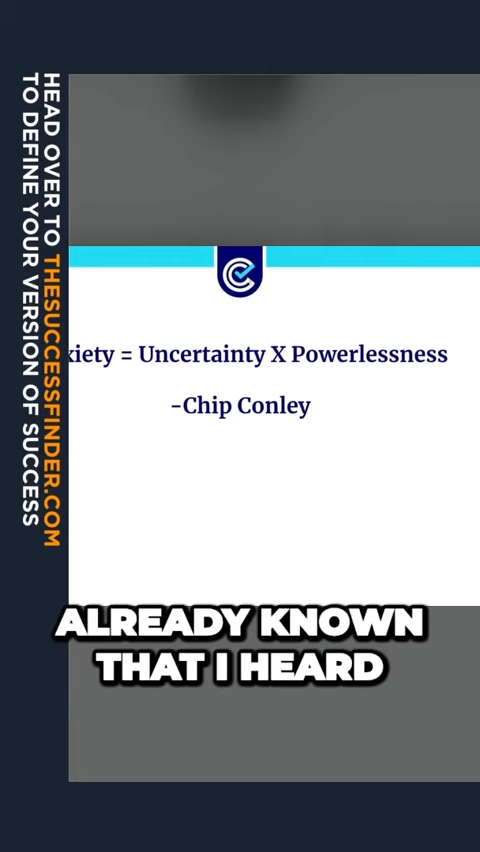 HEAD OVER TO THESUCCESSFINDER.COM
TO DEFINE YOUR VERSION OF SUCCESS
xiety = Uncertainty X Powerlessness
-Chip Conley
ALREADY KNOWN
THAT I HEARD